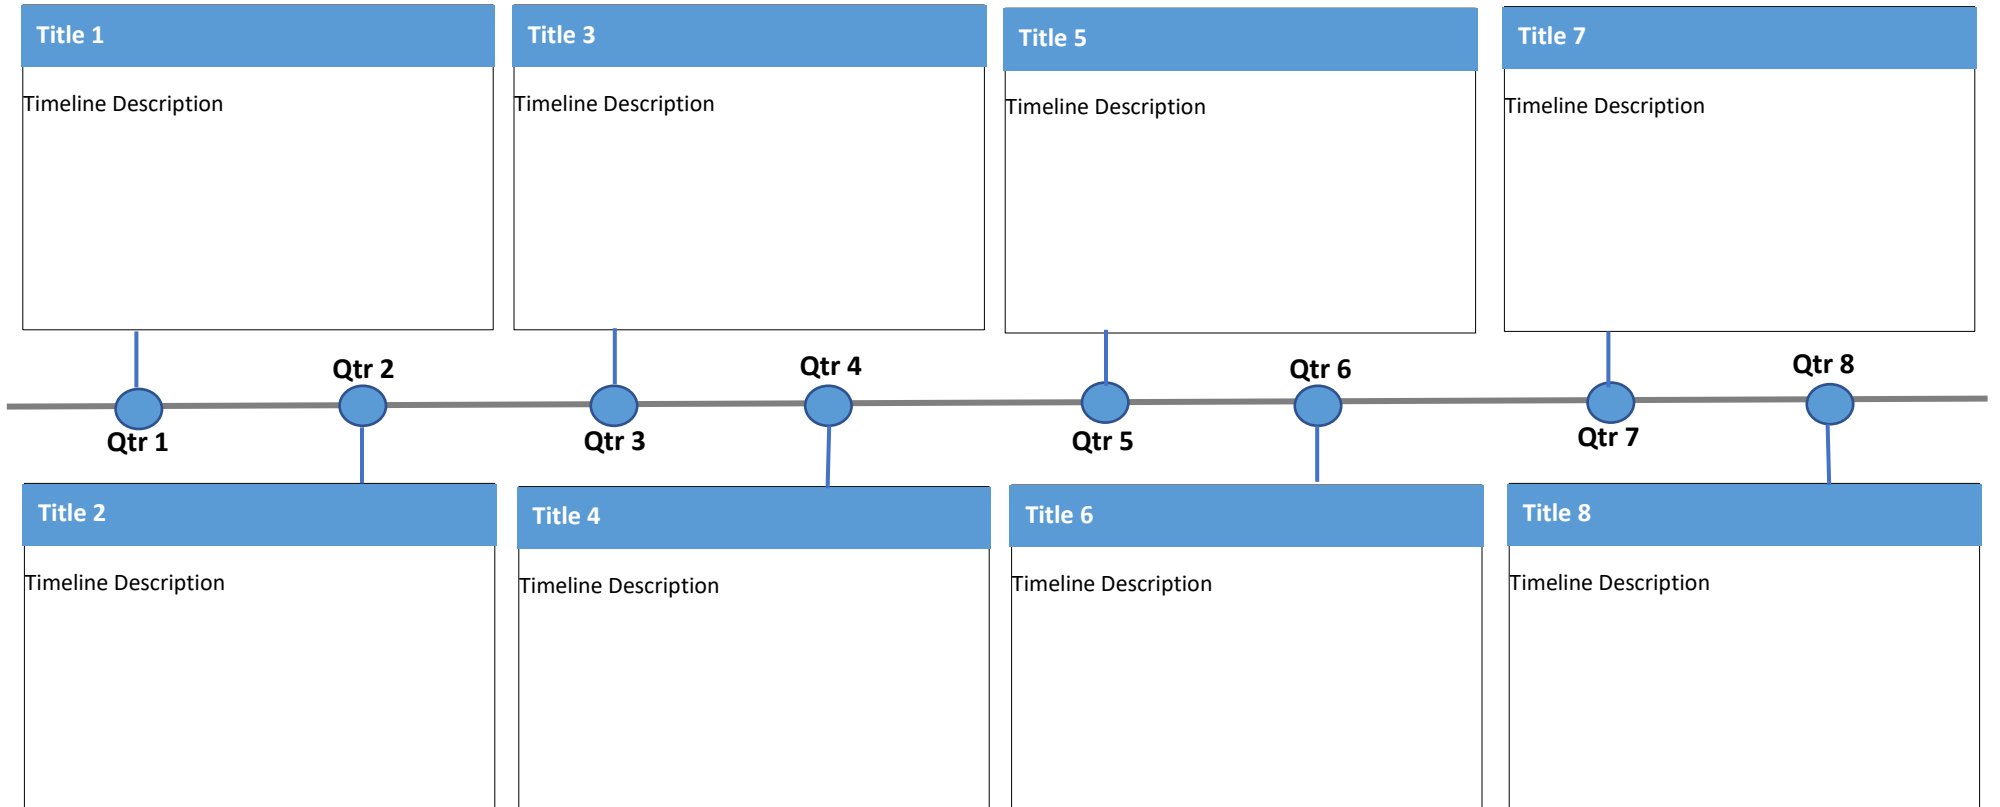 Title 1
Timeline Description
Title 3
Timeline Description
Title 5
Timeline Description
Title 7
Timeline Description
Qtr 1
Qtr 2
Qtr 3
Qtr 4
Qtr 5
Qtr 6
Qtr 7
Qtr 8
Title 2
Timeline Description
Title 4
Timeline Description
Title 6
Timeline Description
Title 8
Timeline Description